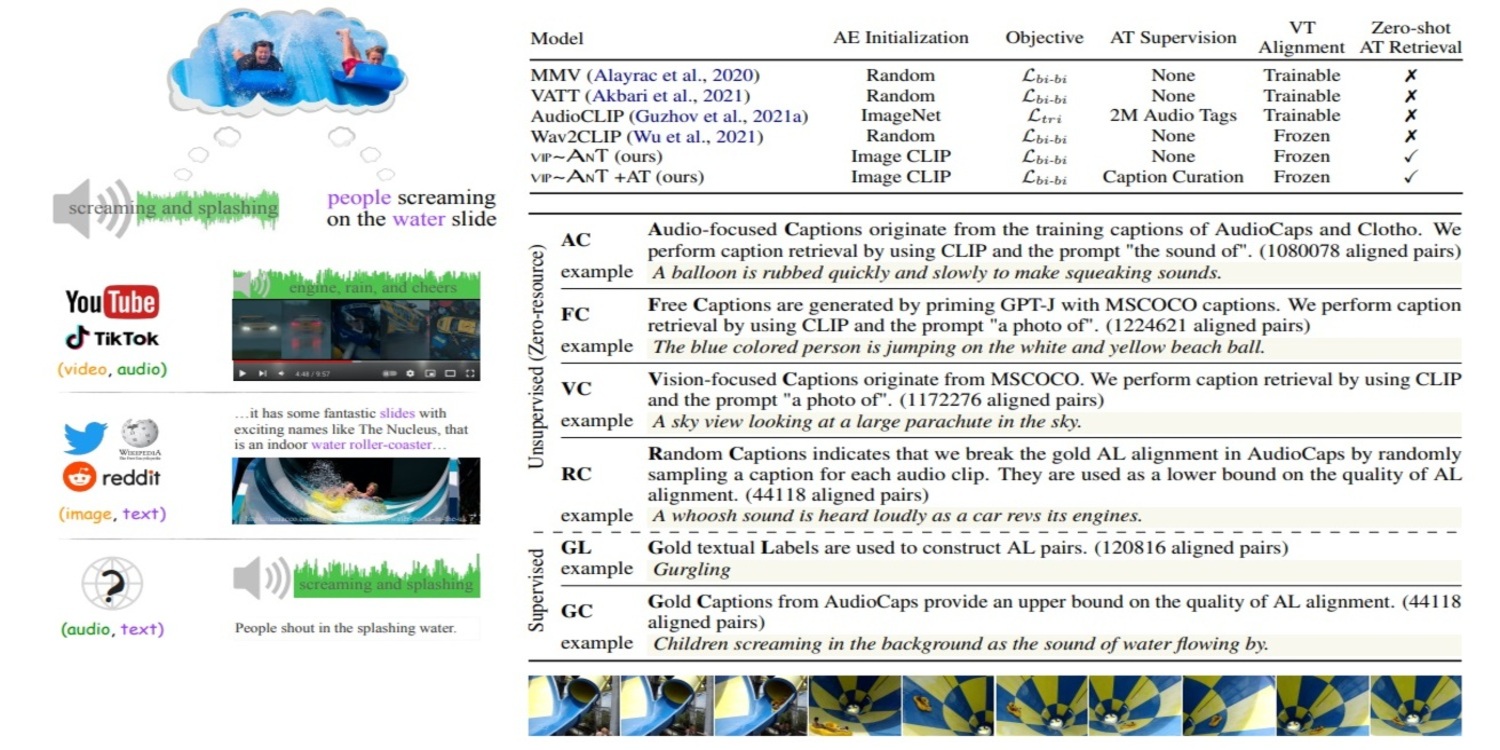 screaming and splashing
people screaming
on the water slide
YouTube
TikTok
(video, audio)
engine, rain, and cheers
4:48 / 9:57
WIKIPEDIA
reddit
(image, text)
…it has some fantastic slides with
exciting names like The Nucleus, that
is an indoor water roller-coaster…
?
(audio, text)
screaming and splashing
People shout in the splashing water.
Model AE Initialization Objective AT Supervision VT Alignment Zero-shot AT Retrieval
MMV (Alayrac et al., 2020) Random ℒbi-bi None Trainable ✗
VATT (Akbari et al., 2021) Random ℒbi-bi None Trainable ✗
AudioCLIP (Guzhov et al., 2021a) ImageNet ℒtri 2M Audio Tags Trainable ✗
Wav2CLIP (Wu et al., 2021) Random ℒbi-bi None Frozen ✗
VIP~ANT (ours) Image CLIP ℒbi-bi None Frozen ✓
VIP~ANT +AT (ours) Image CLIP ℒbi-bi Caption Curation Frozen ✓
Unsupervised (Zero-resource)
AC Audio-focused Captions originate from the training captions of AudioCaps and Clotho. We
perform caption retrieval by using CLIP and the prompt "the sound of". (1080078 aligned pairs)
example A balloon is rubbed quickly and slowly to make squeaking sounds.
FC Free Captions are generated by priming GPT-J with MSCOCO captions. We perform caption
retrieval by using CLIP and the prompt "a photo of". (1224621 aligned pairs)
example The blue colored person is jumping on the white and yellow beach ball.
VC Vision-focused Captions originate from MSCOCO. We perform caption retrieval by using CLIP
and the prompt "a photo of". (1172276 aligned pairs)
example A sky view looking at a large parachute in the sky.
RC Random Captions indicates that we break the gold AL alignment in AudioCaps by randomly
sampling a caption for each audio clip. They are used as a lower bound on the quality of AL
alignment. (44118 aligned pairs)
example A whoosh sound is heard loudly as a car revs its engines.
Supervised
GL Gold textual Labels are used to construct AL pairs. (120816 aligned pairs)
example Gurgling
GC Gold Captions from AudioCaps provide an upper bound on the quality of AL alignment. (44118
aligned pairs)
example Children screaming in the background as the sound of water flowing by.